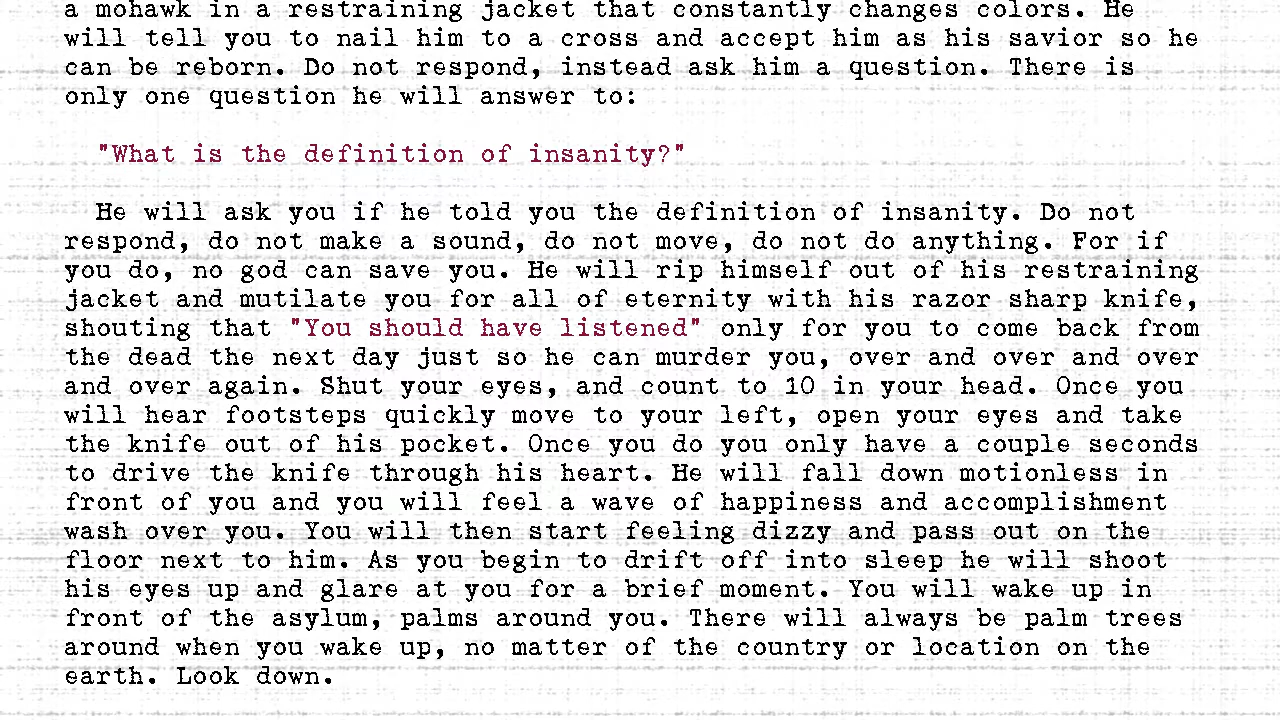 a mohawk in a restraining jacket that constantly changes colors. He
will tell you to nail him to a cross and accept him as his savior so he
can be reborn. Do not respond, instead ask him a question. There is
only one question he will answer to:
"What is the definition of insanity?"
He will ask you if he told you the definition of insanity. Do not
respond, do not make a sound, do not move, do not do anything. For if
you do, no god can save you. He will rip himself out of his restraining
jacket and mutilate you for all of eternity with his razor sharp knife,
shouting that "You should have listened" only for you to come back from
the dead the next day just so he can murder you, over and over and over
and over again. Shut your eyes, and count to 10 in your head. Once you
will hear footsteps quickly move to your left, open your eyes and take
the knife out of his pocket. Once you do you only have a couple seconds
to drive the knife through his heart. He will fall down motionless in
front of you and you will feel a wave of happiness and accomplishment
wash over you. You will then start feeling dizzy and pass out on the
floor next to him. As you begin to drift off into sleep he will shoot
his eyes up and glare at you for a brief moment. You will wake up in
front of the asylum, palms around you. There will always be palm trees
around when you wake up, no matter of the country or location on the
earth. Look down.